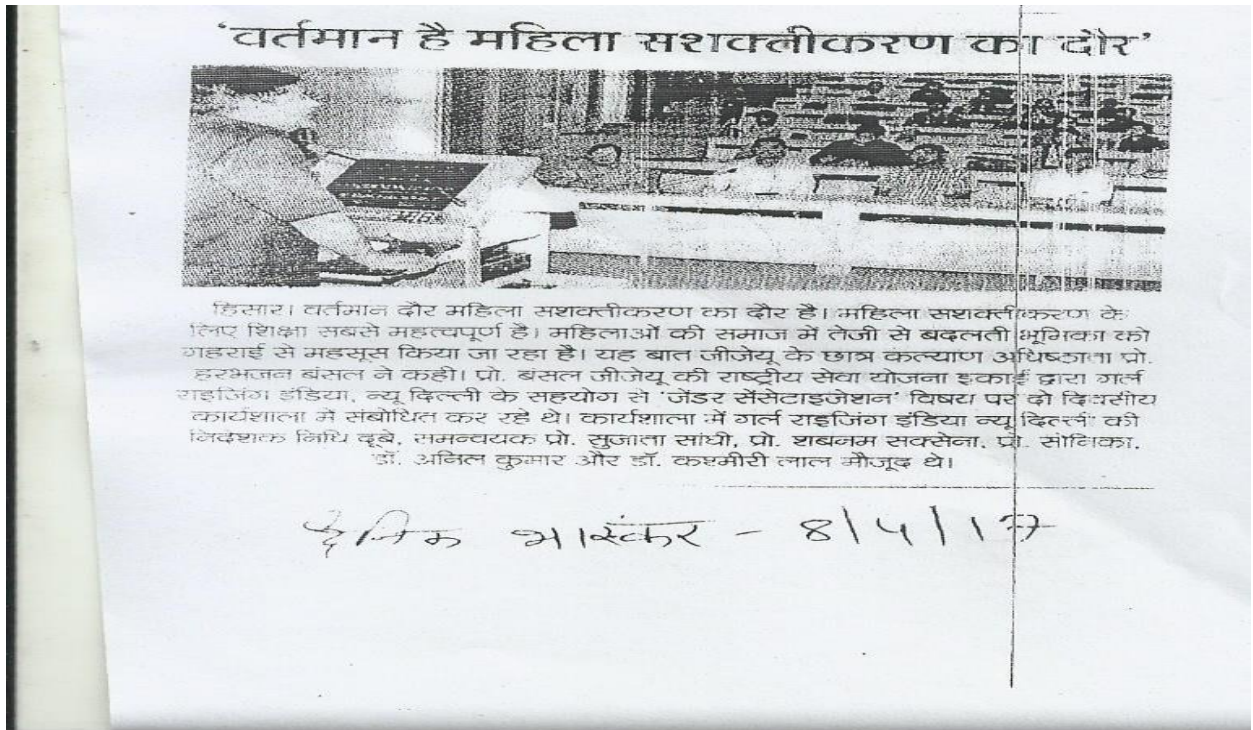 'वर्तमान है महिला सशक्तीकरण का दौर'
हिसार। वर्तमान दौर महिला सशक्तीकरण का दौर है। महिला सशक्तीकरण के
लिए शिक्षा सबसे महत्वपूर्ण है। महिलाओं की समाज में तेजी से बदलती भूमिका को
गहराई से महसूस किया जा रहा है। यह बात जीजेयू के छात्र कल्याण अधिष्ठाता प्रो.
हरभजन बंसल ने कही। प्रो. बंसल जीजेयू की राष्ट्रीय सेवा योजना इकाई द्वारा गर्ल
राइजिंग इंडिया, न्यू दिल्ली के सहयोग से 'जेंडर सेंसेटाइजेशन' विषय पर दो दिवसीय
कार्यशाला में संबोधित कर रहे थे। कार्यशाला में गर्ल राइजिंग इंडिया न्यू दिल्ली की
निदेशक निधि दूबे, समन्वयक प्रो. सुजाता सांघी, प्रो. शबनम सक्सेना, प्रो. सोनिका,
डॉ. अनिल कुमार और डॉ. कश्मीरी लाल मौजूद थे।
दैनिक भास्कर - 8/4/17